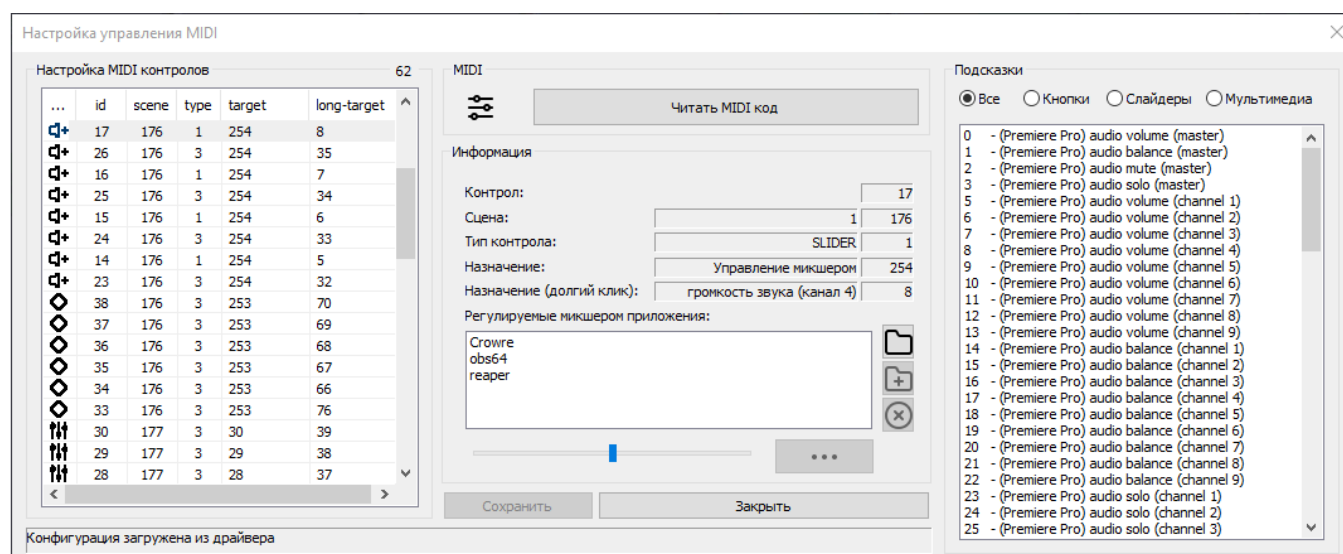 Настройка управления MIDI
Настройка MIDI контролов 62
... id scene type target long-target
17 176 1 254 8
26 176 3 254 35
16 176 1 254 7
25 176 3 254 34
15 176 1 254 6
24 176 3 254 33
14 176 1 254 5
23 176 3 254 32
38 176 3 253 70
37 176 3 253 69
36 176 3 253 68
35 176 3 253 67
34 176 3 253 66
33 176 3 253 76
30 177 3 30 39
29 177 3 29 38
28 177 3 28 37
Конфигурация загружена из драйвера
MIDI
Читать MIDI код
Информация
Контрол: 17
Сцена: 1 176
Тип контрола: SLIDER 1
Назначение: Управление микшером 254
Назначение (долгий клик): громкость звука (канал 4) 8
Регулируемые микшером приложения:
Crowre
obs64
reaper
Сохранить Закрыть
Подсказки
Все Кнопки Слайдеры Мультимедиа
0 - (Premiere Pro) audio volume (master)
1 - (Premiere Pro) audio balance (master)
2 - (Premiere Pro) audio mute (master)
3 - (Premiere Pro) audio solo (master)
5 - (Premiere Pro) audio volume (channel 1)
6 - (Premiere Pro) audio volume (channel 2)
7 - (Premiere Pro) audio volume (channel 3)
8 - (Premiere Pro) audio volume (channel 4)
9 - (Premiere Pro) audio volume (channel 5)
10 - (Premiere Pro) audio volume (channel 6)
11 - (Premiere Pro) audio volume (channel 7)
12 - (Premiere Pro) audio volume (channel 8)
13 - (Premiere Pro) audio volume (channel 9)
14 - (Premiere Pro) audio balance (channel 1)
15 - (Premiere Pro) audio balance (channel 2)
16 - (Premiere Pro) audio balance (channel 3)
17 - (Premiere Pro) audio balance (channel 4)
18 - (Premiere Pro) audio balance (channel 5)
19 - (Premiere Pro) audio balance (channel 6)
20 - (Premiere Pro) audio balance (channel 7)
21 - (Premiere Pro) audio balance (channel 8)
22 - (Premiere Pro) audio balance (channel 9)
23 - (Premiere Pro) audio solo (channel 1)
24 - (Premiere Pro) audio solo (channel 2)
25 - (Premiere Pro) audio solo (channel 3)